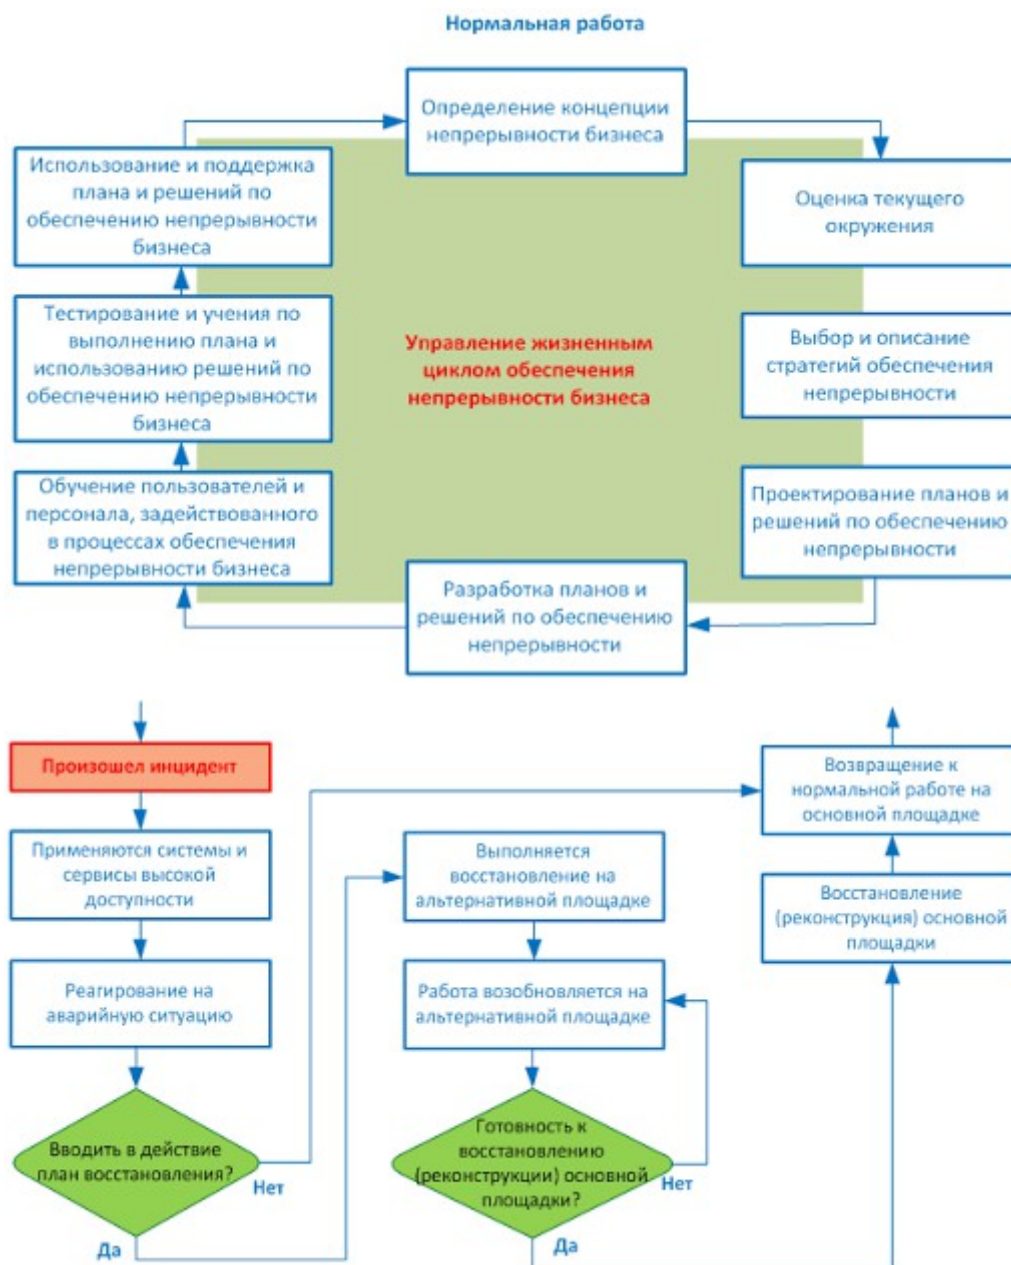 Нормальная работа
Определение концепции
непрерывности бизнеса
Использование и поддержка
плана и решений по
обеспечению непрерывности
бизнеса
Оценка текущего
окружения
Тестирование и учения по
выполнению плана и
использованию решений по
обеспечению непрерывности
бизнеса
Управление жизненным
циклом обеспечения
непрерывности бизнеса
Выбор и описание
стратегий обеспечения
непрерывности
Обучение пользователей и
персонала, задействованного
в процессах обеспечения
непрерывности бизнеса
Проектирование планов и
решений по обеспечению
непрерывности
Разработка планов и
решений по обеспечению
непрерывности
Произошел инцидент
Возвращение к
нормальной работе на
основной площадке
Применяются системы и
сервисы высокой
доступности
Выполняется
восстановление на
альтернативной площадке
Восстановление
(реконструкция) основной
площадки
Реагирование на
аварийную ситуацию
Работа возобновляется на
альтернативной площадке
Вводить в действие
план восстановления?
Нет
Да
Готовность к
восстановлению
(реконструкции) основной
площадки?
Нет
Да